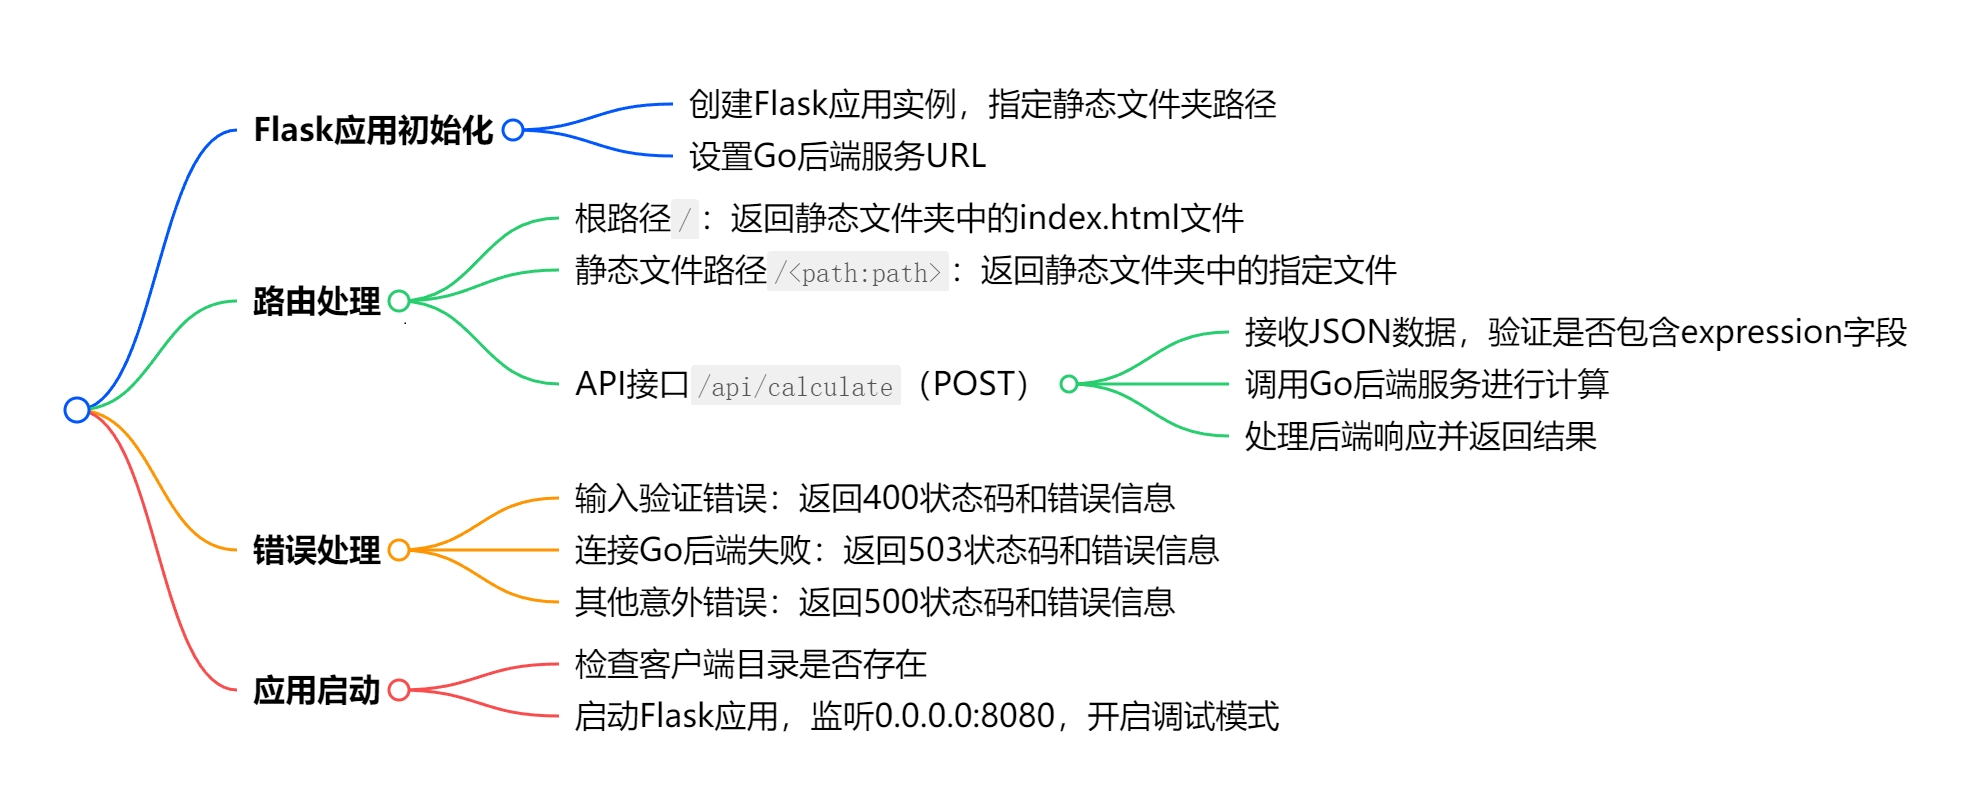 Flask应用初始化
创建Flask应用实例，指定静态文件夹路径
设置Go后端服务URL
路由处理
根路径/：返回静态文件夹中的index.html文件
静态文件路径/<path:path>：返回静态文件夹中的指定文件
API接口/api/calculate（POST）
接收JSON数据，验证是否包含expression字段
调用Go后端服务进行计算
处理后端响应并返回结果
错误处理
输入验证错误：返回400状态码和错误信息
连接Go后端失败：返回503状态码和错误信息
其他意外错误：返回500状态码和错误信息
应用启动
检查客户端目录是否存在
启动Flask应用，监听0.0.0.0:8080，开启调试模式